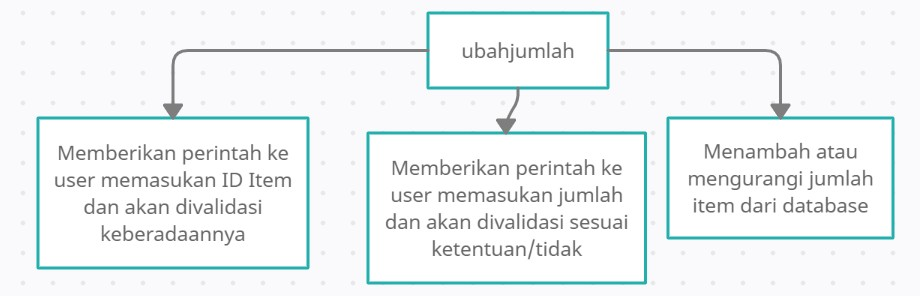 ubahjumlah
Memberikan perintah ke
user memasukan ID Item
dan akan divalidasi
keberadaannya
Memberikan perintah ke
user memasukan jumlah
dan akan divalidasi sesuai
ketentuan/tidak
Menambah atau
mengurangi jumlah
item dari database